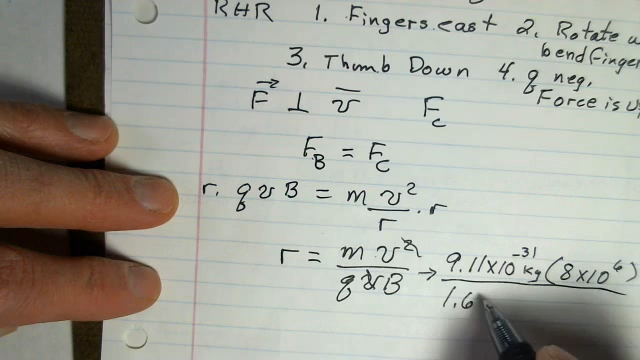 RHR 1. Fingers east 2. Rotate
bend finger
3. Thumb Down 4. q neg,
Force is
F ⊥ v F_c
F_B = F_c
r. q v B = m v² / r · r
r = m v² / q v B → 9.11×10⁻³¹ kg (8×10⁶) / 1.6